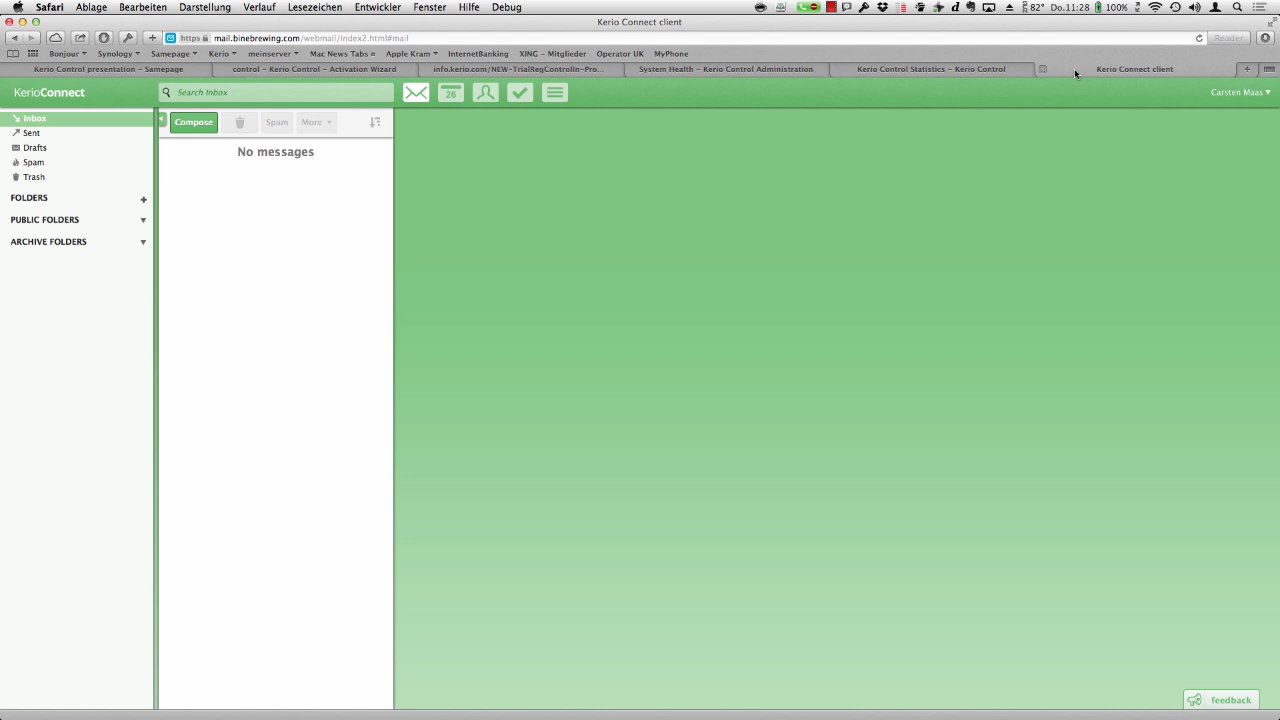 Safari Ablage Bearbeiten Darstellung Verlauf Lesezeichen Entwickler Fenster Hilfe Debug 82° Do.11:28 100%
Kerio Connect client
https mail.binebrewing.com/webmail/index2.html#mail Reader
Bonjour Synology Samepage Kerio meinserver Mac News Tabs Apple Kram InternetBanking XING – Mitglieder Operator UK MyPhone
Kerio Control presentation – Samepage control – Kerio Control – Activation Wizard info.kerio.com/NEW-TrialRegControlIn-Pro... System Health – Kerio Control Administration Kerio Control Statistics – Kerio Control Kerio Connect client
KerioConnect Search Inbox 26 Carsten Maas
Inbox
Compose Spam More
Sent
Drafts
No messages
Spam
Trash
FOLDERS
PUBLIC FOLDERS
ARCHIVE FOLDERS
feedback